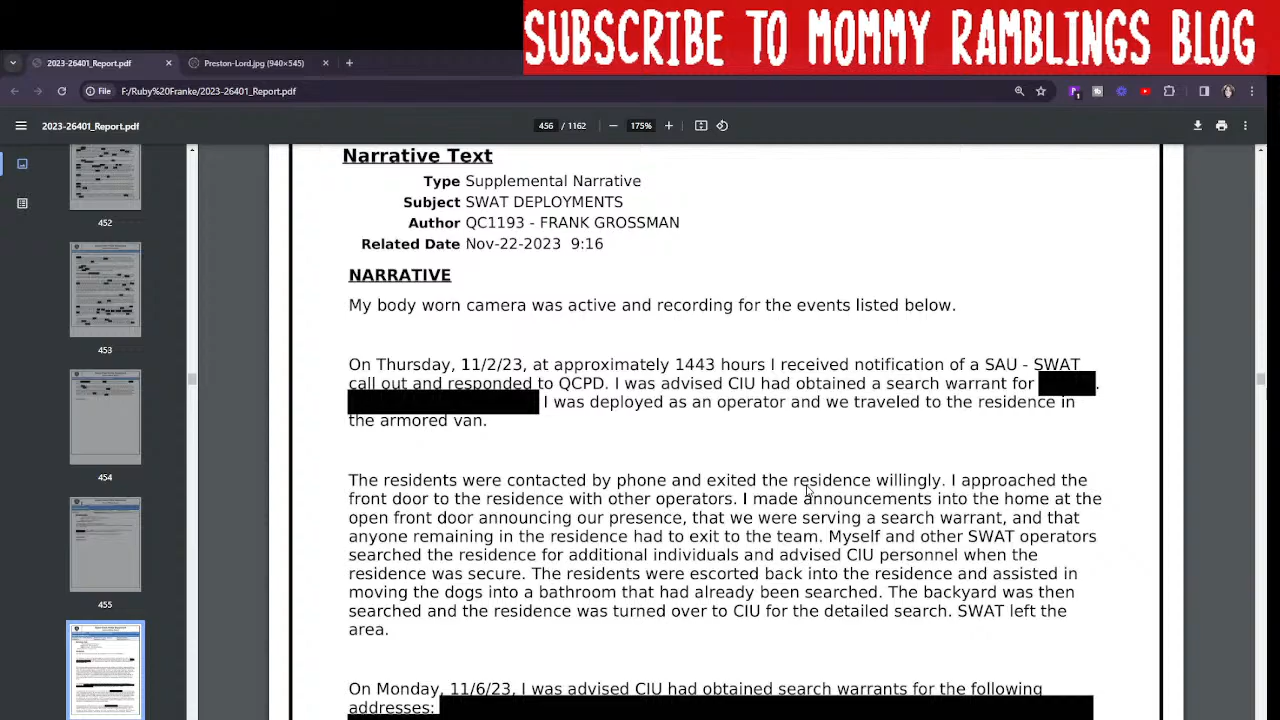 SUBSCRIBE TO MOMMY RAMBLINGS BLOG
2023-26401_Report.pdf
Preston-Lord.jpg (940×545)
File F:/Ruby%20Franke/2023-26401_Report.pdf
2023-26401_Report.pdf
456 / 1162
175%
452
453
454
455
Narrative Text
Type Supplemental Narrative
Subject SWAT DEPLOYMENTS
Author QC1193 - FRANK GROSSMAN
Related Date Nov-22-2023 9:16
NARRATIVE
My body worn camera was active and recording for the events listed below.
On Thursday, 11/2/23, at approximately 1443 hours I received notification of a SAU - SWAT
call out and responded to QCPD. I was advised CIU had obtained a search warrant for .
I was deployed as an operator and we traveled to the residence in
the armored van.
The residents were contacted by phone and exited the residence willingly. I approached the
front door to the residence with other operators. I made announcements into the home at the
open front door announcing our presence, that we were serving a search warrant, and that
anyone remaining in the residence had to exit to the team. Myself and other SWAT operators
searched the residence for additional individuals and advised CIU personnel when the
residence was secure. The residents were escorted back into the residence and assisted in
moving the dogs into a bathroom that had already been searched. The backyard was then
searched and the residence was turned over to CIU for the detailed search. SWAT left the
area.
Monday advised CIU had obtained warrants for the following
addresses: